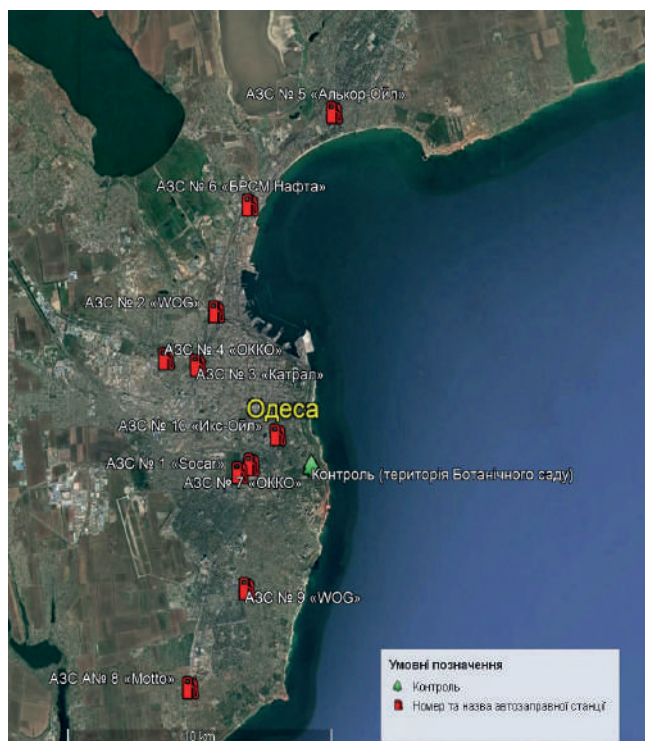 АЗС № 5 «Алькор-Ойл»
АЗС № 6 «БРСМ Нафта»
АЗС № 2 «WOG»
АЗС № 4 «ОККО»
АЗС № 3 «Катрал»
Одеса
АЗС № 10 «Икс-Ойл»
АЗС № 1 «Socar»
Контроль (територія Ботанічного саду)
АЗС № 7 «ОККО»
АЗС № 9 «WOG»
АЗС А№ 8 «Motto»
Умовні позначення
Контроль
Номер та назва автозаправної станції
10 km